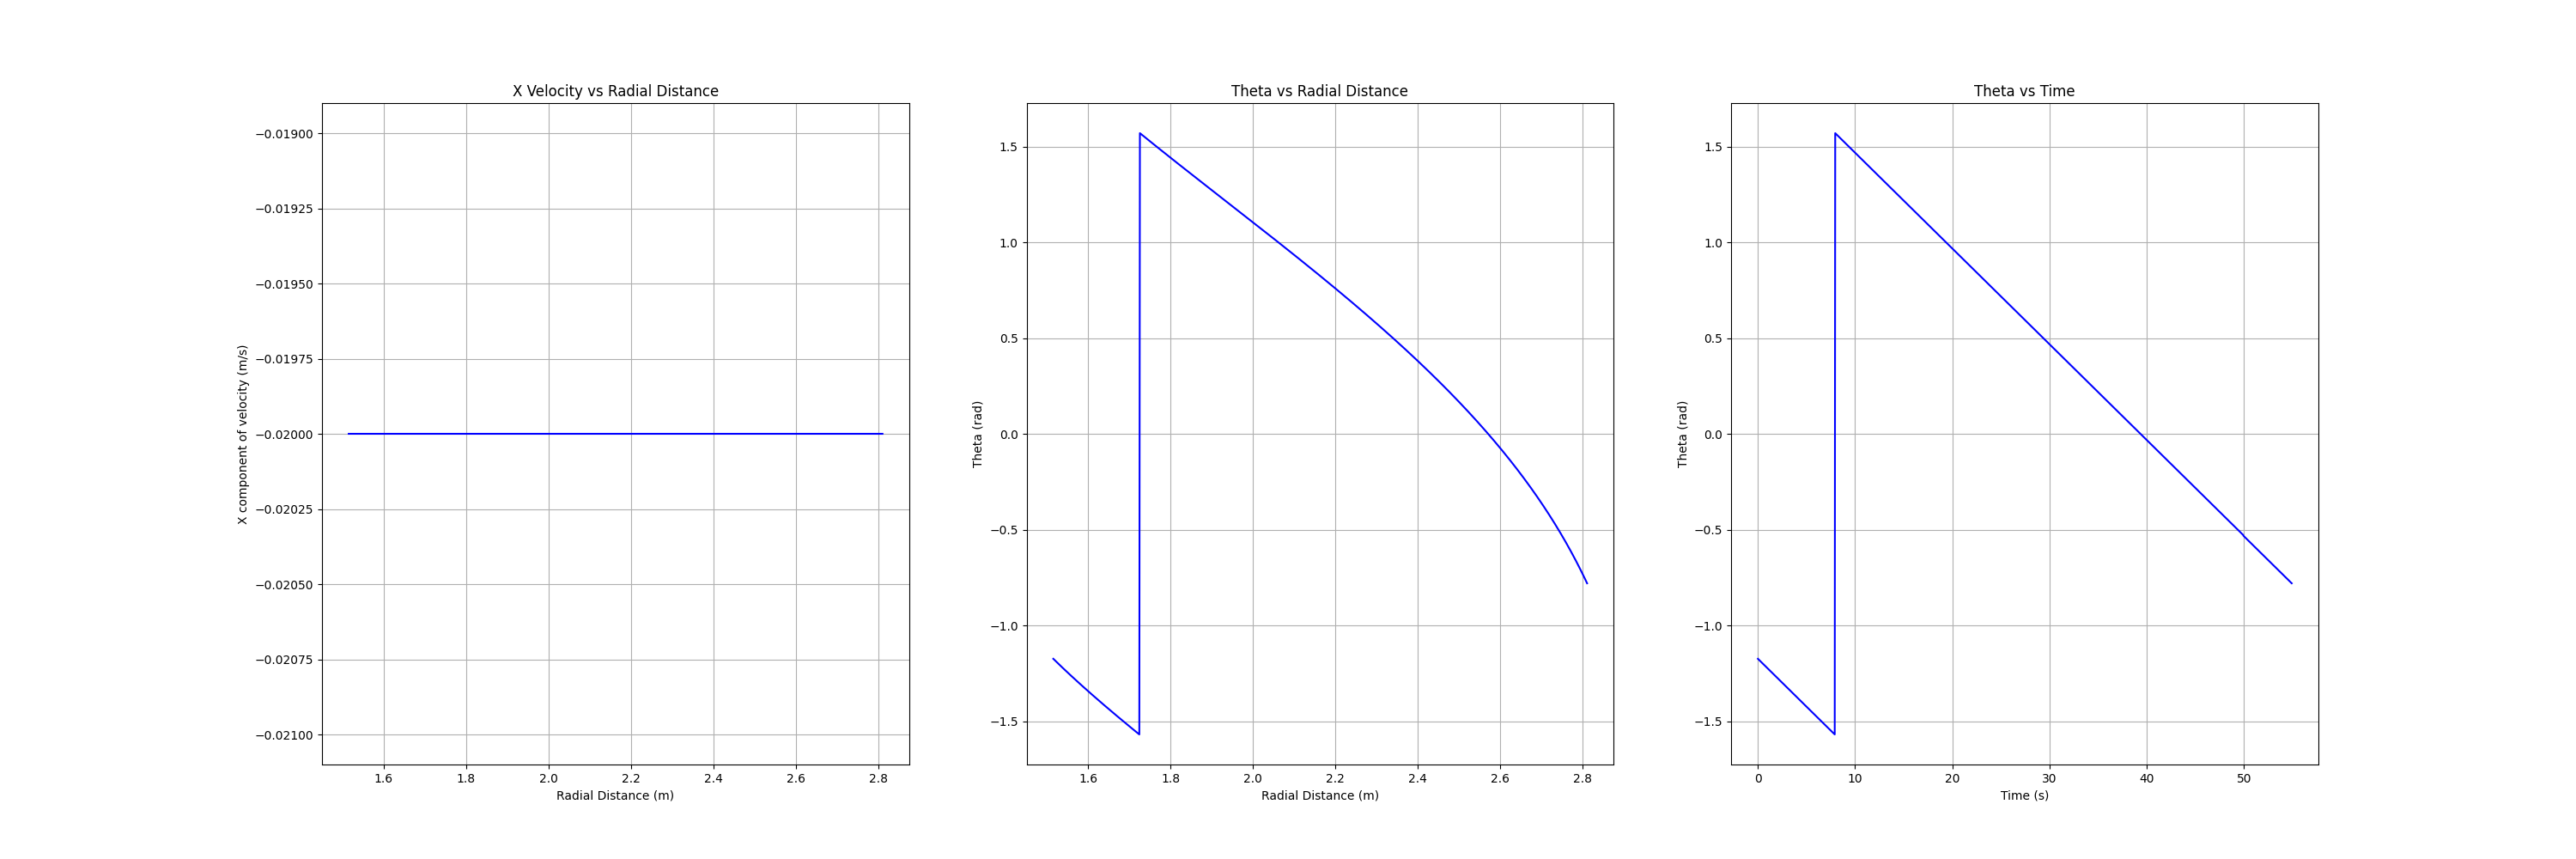 X Velocity vs Radial Distance
X component of velocity (m/s)
−0.01900
−0.01925
−0.01950
−0.01975
−0.02000
−0.02025
−0.02050
−0.02075
−0.02100
1.6 1.8 2.0 2.2 2.4 2.6 2.8
Radial Distance (m)
Theta vs Radial Distance
Theta (rad)
1.5
1.0
0.5
0.0
−0.5
−1.0
−1.5
1.6 1.8 2.0 2.2 2.4 2.6 2.8
Radial Distance (m)
Theta vs Time
Theta (rad)
1.5
1.0
0.5
0.0
−0.5
−1.0
−1.5
0 10 20 30 40 50
Time (s)